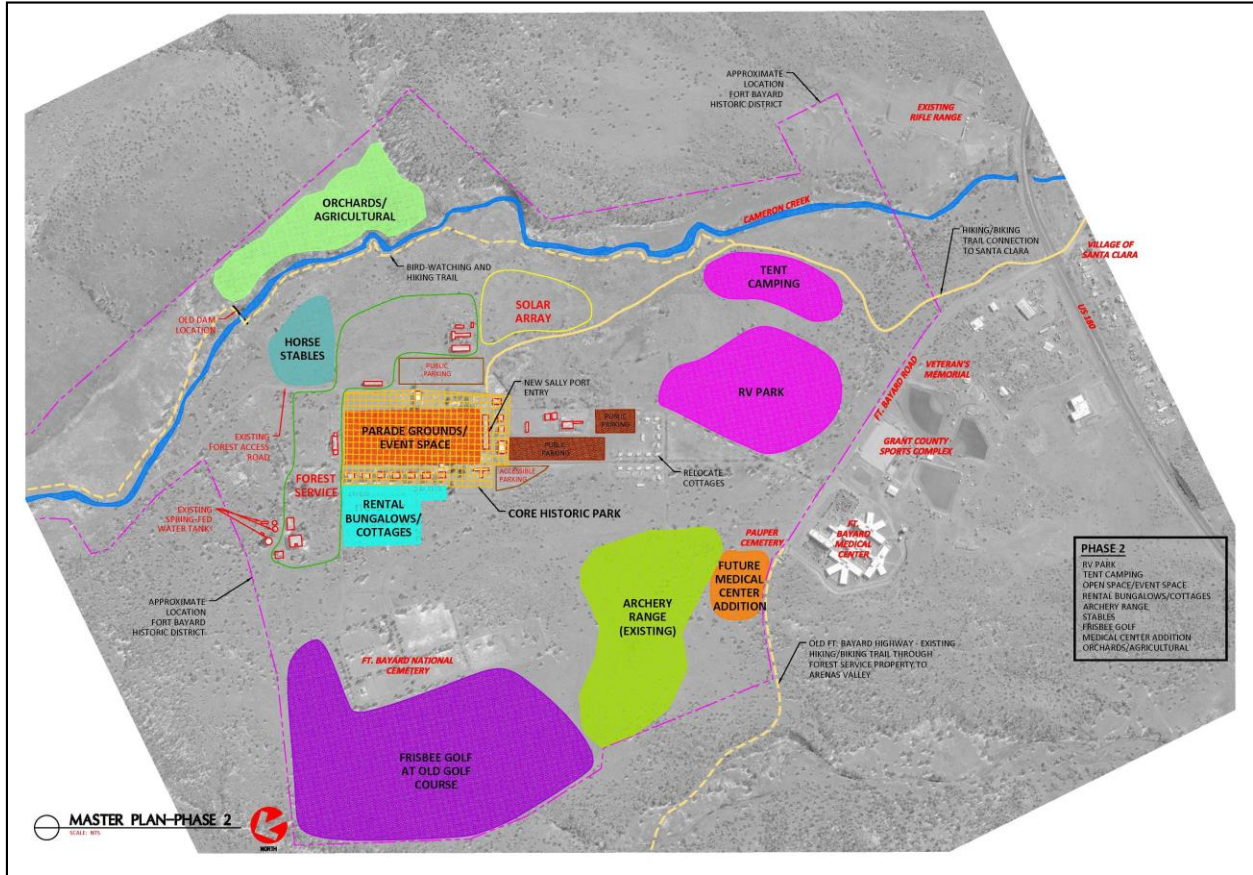 APPROXIMATE
LOCATION
FORT BAYARD
HISTORIC DISTRICT
EXISTING
RIFLE RANGE
ORCHARDS/
AGRICULTURAL
CAMERON CREEK
HIKING/BIKING
TRAIL CONNECTION
TO SANTA CLARA
VILLAGE OF
SANTA CLARA
BIRD-WATCHING AND
HIKING TRAIL
TENT
CAMPING
US 180
OLD DAM
LOCATION
SOLAR
ARRAY
HORSE
STABLES
PUBLIC
PARKING
NEW SALLY PORT
ENTRY
RV PARK
FT. BAYARD ROAD
VETERAN'S
MEMORIAL
PARADE GROUNDS/
EVENT SPACE
PUBLIC
PARKING
PUBLIC
PARKING
EXISTING
FOREST ACCESS
ROAD
GRANT COUNTY
SPORTS COMPLEX
FOREST
SERVICE
ACCESSIBLE
PARKING
RELOCATE
COTTAGES
RENTAL
BUNGALOWS/
COTTAGES
CORE HISTORIC PARK
EXISTING
SPRING-FED
WATER TANKS
PAUPER
CEMETERY
FT.
BAYARD
MEDICAL
CENTER
FUTURE
MEDICAL
CENTER
ADDITION
ARCHERY
RANGE
(EXISTING)
APPROXIMATE
LOCATION
FORT BAYARD
HISTORIC DISTRICT
FT. BAYARD NATIONAL
CEMETERY
OLD FT. BAYARD HIGHWAY - EXISTING
HIKING/BIKING TRAIL THROUGH
FOREST SERVICE PROPERTY TO
ARENAS VALLEY
PHASE 2
RV PARK
TENT CAMPING
OPEN SPACE/EVENT SPACE
RENTAL BUNGALOWS/COTTAGES
ARCHERY RANGE
STABLES
FRISBEE GOLF
MEDICAL CENTER ADDITION
ORCHARDS/AGRICULTURAL
FRISBEE GOLF
AT OLD GOLF
COURSE
MASTER PLAN-PHASE 2
SCALE: NTS
NORTH